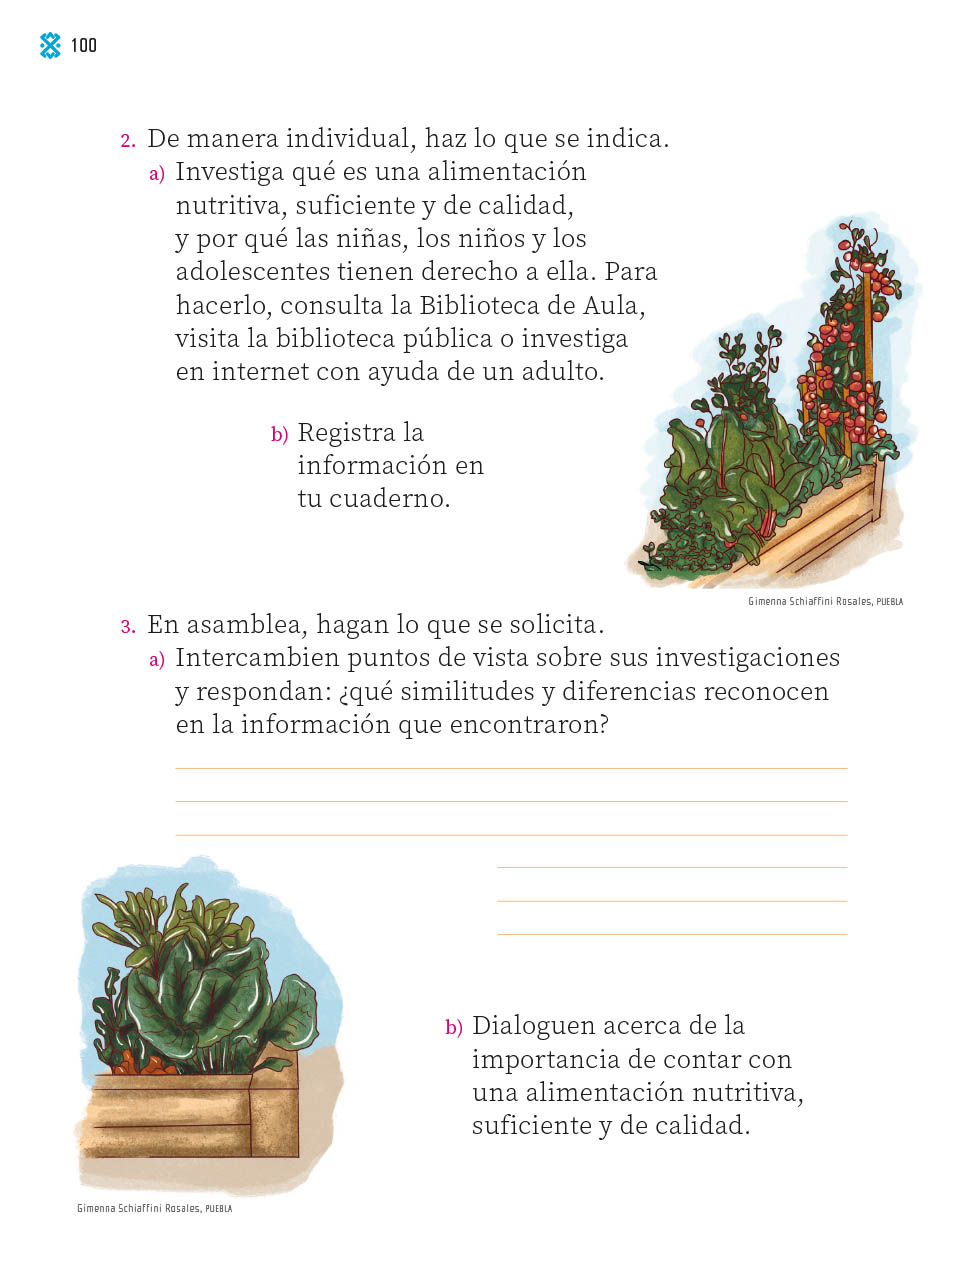 100
2. De manera individual, haz lo que se indica.
a) Investiga qué es una alimentación
nutritiva, suficiente y de calidad,
y por qué las niñas, los niños y los
adolescentes tienen derecho a ella. Para
hacerlo, consulta la Biblioteca de Aula,
visita la biblioteca pública o investiga
en internet con ayuda de un adulto.
b) Registra la
información en
tu cuaderno.
Gimenna Schiaffini Rosales, PUEBLA
3. En asamblea, hagan lo que se solicita.
a) Intercambien puntos de vista sobre sus investigaciones
y respondan: ¿qué similitudes y diferencias reconocen
en la información que encontraron?
b) Dialoguen acerca de la
importancia de contar con
una alimentación nutritiva,
suficiente y de calidad.
Gimenna Schiaffini Rosales, PUEBLA